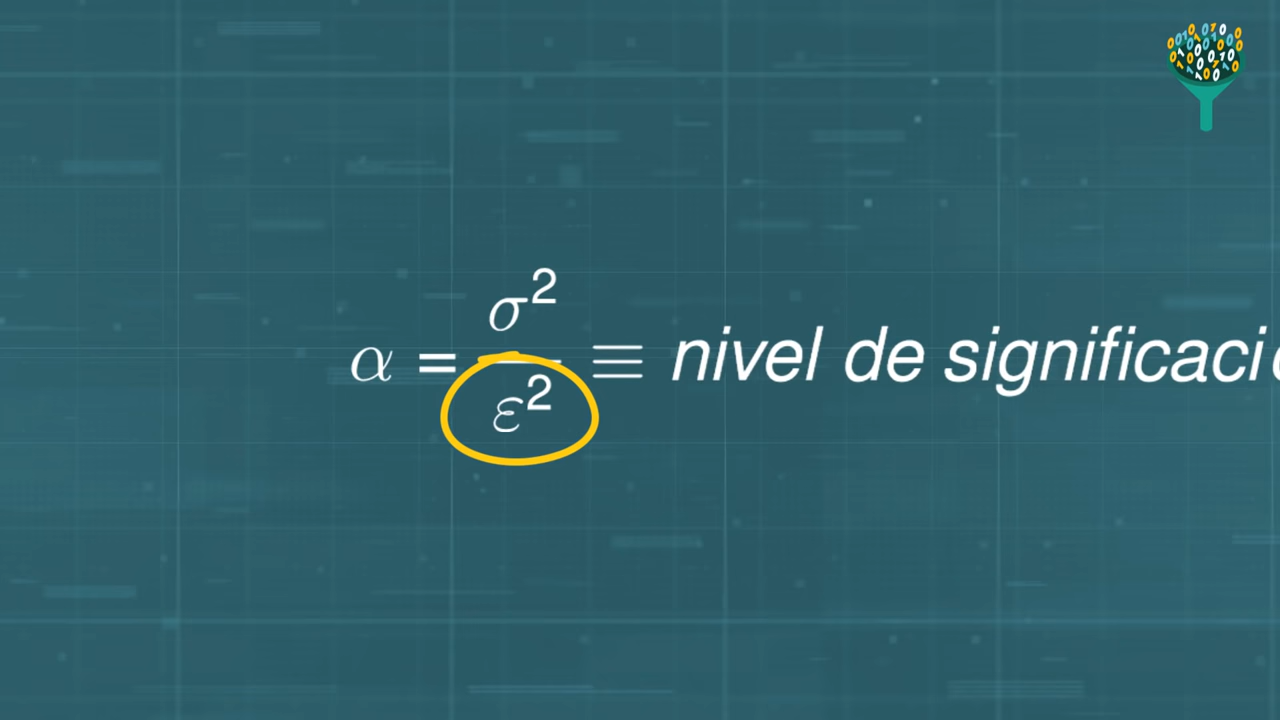 α = σ² / ε² ≡ nivel de significaci